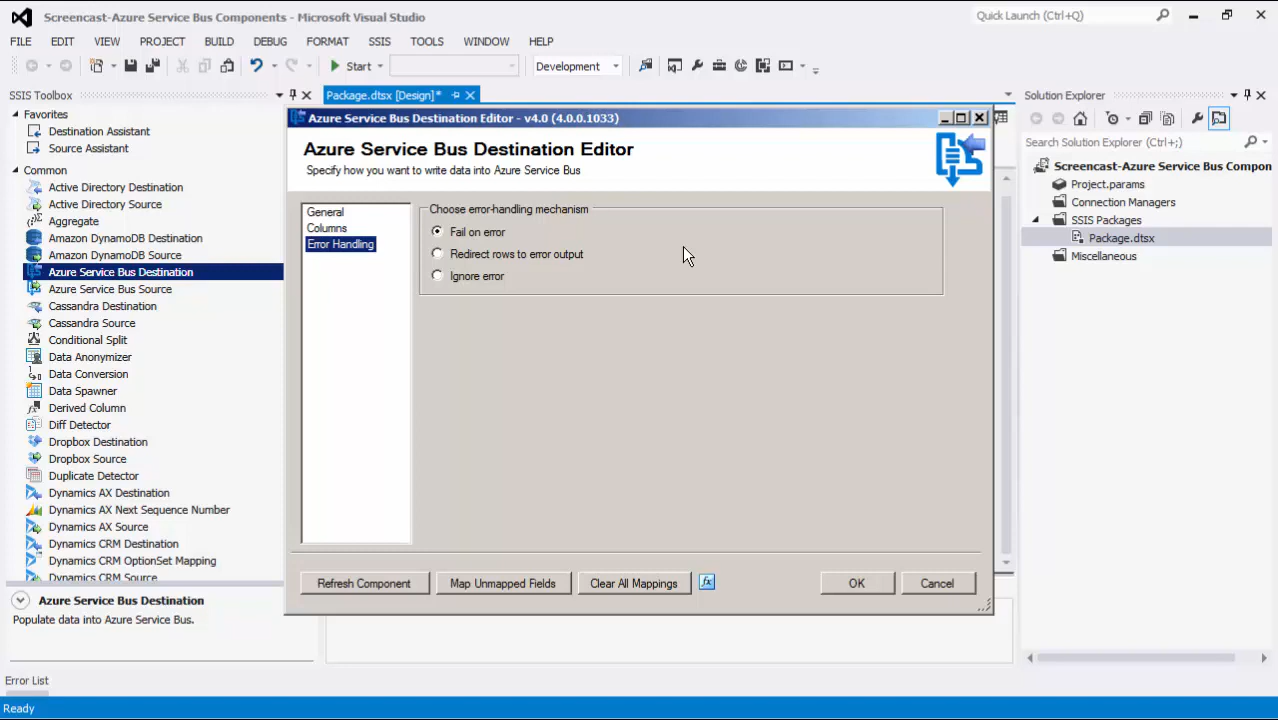 Screencast-Azure Service Bus Components - Microsoft Visual Studio
Quick Launch (Ctrl+Q)
FILE EDIT VIEW PROJECT BUILD DEBUG FORMAT SSIS TOOLS WINDOW HELP
Start
Development
SSIS Toolbox
Package.dtsx [Design]*
Solution Explorer
Favorites
Destination Assistant
Source Assistant
Common
Active Directory Destination
Active Directory Source
Aggregate
Amazon DynamoDB Destination
Amazon DynamoDB Source
Azure Service Bus Destination
Azure Service Bus Source
Cassandra Destination
Cassandra Source
Conditional Split
Data Anonymizer
Data Conversion
Data Spawner
Derived Column
Diff Detector
Dropbox Destination
Dropbox Source
Duplicate Detector
Dynamics AX Destination
Dynamics AX Next Sequence Number
Dynamics AX Source
Dynamics CRM Destination
Dynamics CRM OptionSet Mapping
Dynamics CRM Source
Azure Service Bus Destination
Populate data into Azure Service Bus.
Azure Service Bus Destination Editor - v4.0 (4.0.0.1033)
Azure Service Bus Destination Editor
Specify how you want to write data into Azure Service Bus
General
Columns
Error Handling
Choose error-handling mechanism
Fail on error
Redirect rows to error output
Ignore error
Refresh Component
Map Unmapped Fields
Clear All Mappings
fx
OK
Cancel
Search Solution Explorer (Ctrl+;)
Screencast-Azure Service Bus Compon
Project.params
Connection Managers
SSIS Packages
Package.dtsx
Miscellaneous
Error List
Ready